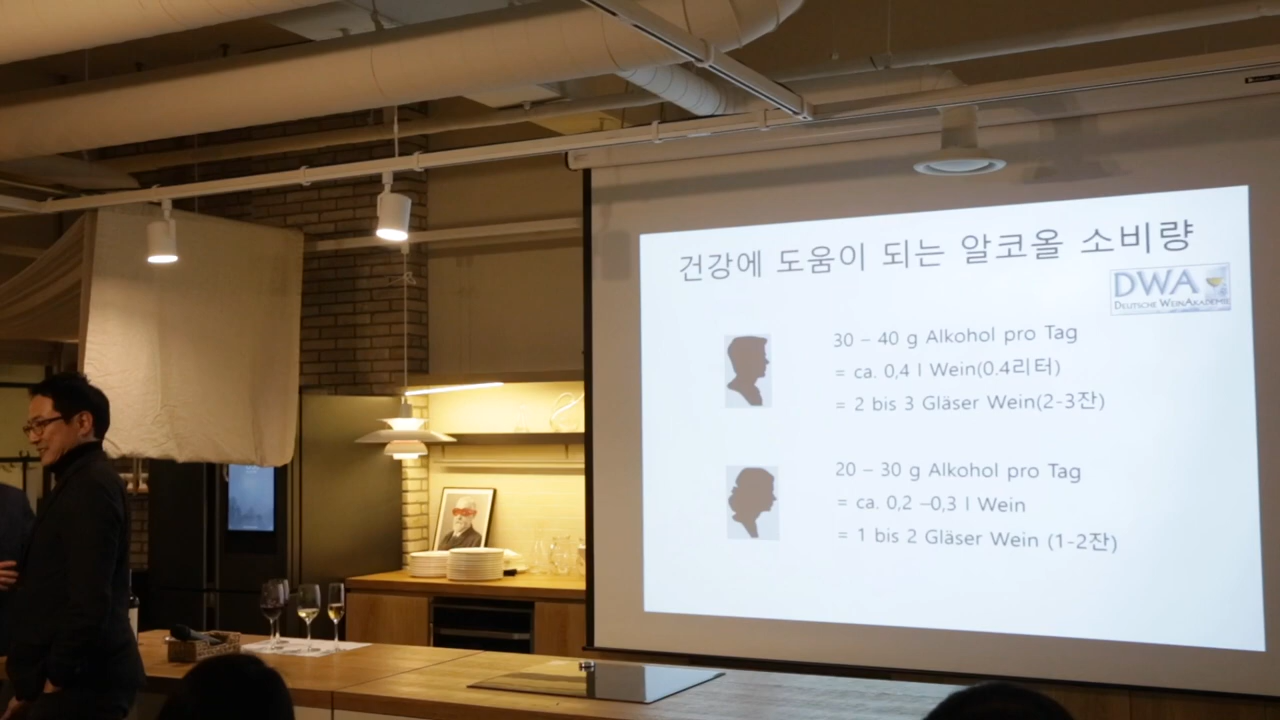 건강에 도움이 되는 알코올 소비량
DWA
DEUTSCHE WEINAKADEMIE
30 – 40 g Alkohol pro Tag
= ca. 0,4 l Wein(0.4리터)
= 2 bis 3 Gläser Wein(2-3잔)
20 – 30 g Alkohol pro Tag
= ca. 0,2 –0,3 l Wein
= 1 bis 2 Gläser Wein (1-2잔)